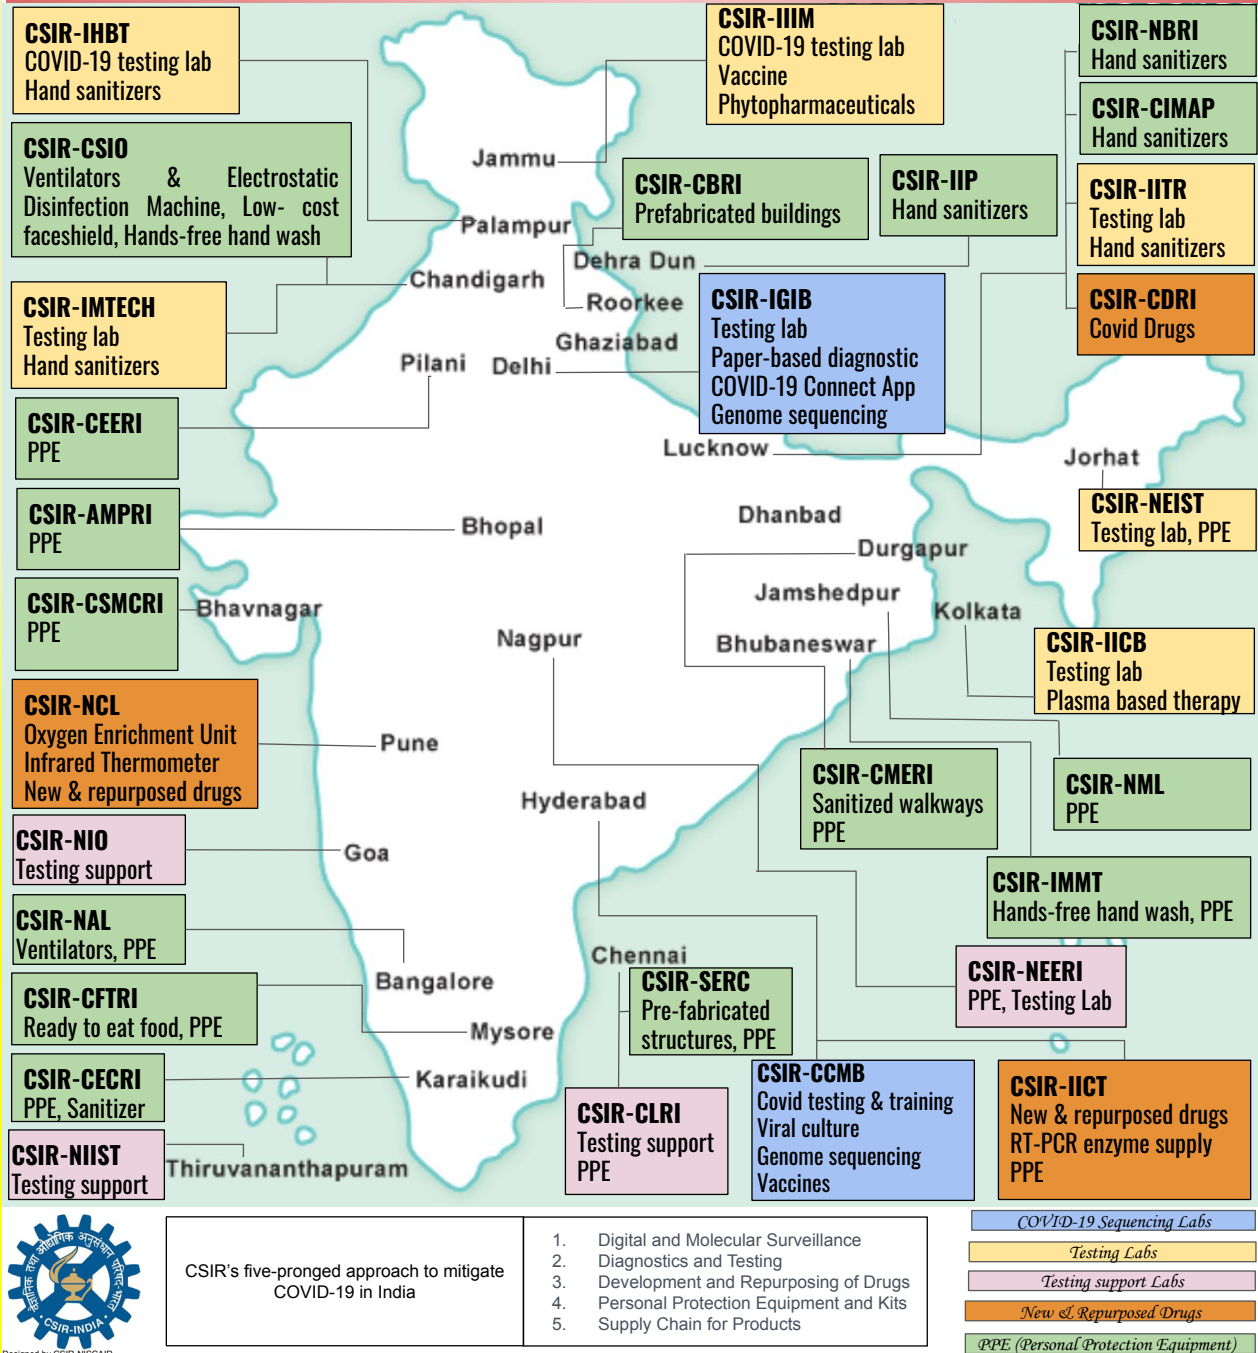 CSIR-IHBT
COVID-19 testing lab
Hand sanitizers
CSIR-IIIM
COVID-19 testing lab
Vaccine
Phytopharmaceuticals
CSIR-NBRI
Hand sanitizers
CSIR-CIMAP
Hand sanitizers
CSIR-CSIO
Ventilators & Electrostatic
Disinfection Machine, Low- cost
faceshield, Hands-free hand wash
Jammu
CSIR-CBRI
Prefabricated buildings
CSIR-IIP
Hand sanitizers
CSIR-IITR
Testing lab
Hand sanitizers
Palampur
Dehra Dun
Chandigarh
CSIR-IMTECH
Testing lab
Hand sanitizers
Roorkee
CSIR-IGIB
Testing lab
Paper-based diagnostic
COVID-19 Connect App
Genome sequencing
CSIR-CDRI
Covid Drugs
Ghaziabad
Pilani
Delhi
CSIR-CEERI
PPE
Lucknow
Jorhat
CSIR-NEIST
Testing lab, PPE
CSIR-AMPRI
PPE
Bhopal
Dhanbad
Durgapur
CSIR-CSMCRI
PPE
Bhavnagar
Jamshedpur
Kolkata
Nagpur
Bhubaneswar
CSIR-IICB
Testing lab
Plasma based therapy
CSIR-NCL
Oxygen Enrichment Unit
Infrared Thermometer
New & repurposed drugs
Pune
CSIR-CMERI
Sanitized walkways
PPE
CSIR-NML
PPE
Hyderabad
CSIR-NIO
Testing support
Goa
CSIR-IMMT
Hands-free hand wash, PPE
CSIR-NAL
Ventilators, PPE
Bangalore
Chennai
CSIR-SERC
Pre-fabricated
structures, PPE
CSIR-NEERI
PPE, Testing Lab
CSIR-CFTRI
Ready to eat food, PPE
Mysore
CSIR-CECRI
PPE, Sanitizer
Karaikudi
CSIR-CLRI
Testing support
PPE
CSIR-CCMB
Covid testing & training
Viral culture
Genome sequencing
Vaccines
CSIR-IICT
New & repurposed drugs
RT-PCR enzyme supply
PPE
CSIR-NIIST
Testing support
Thiruvananthapuram
वैज्ञानिक तथा औद्योगिक अनुसंधान परिषद-भारत
CSIR-INDIA
CSIR's five-pronged approach to mitigate
COVID-19 in India
1. Digital and Molecular Surveillance
2. Diagnostics and Testing
3. Development and Repurposing of Drugs
4. Personal Protection Equipment and Kits
5. Supply Chain for Products
COVID-19 Sequencing Labs
Testing Labs
Testing support Labs
New & Repurposed Drugs
PPE (Personal Protection Equipment)